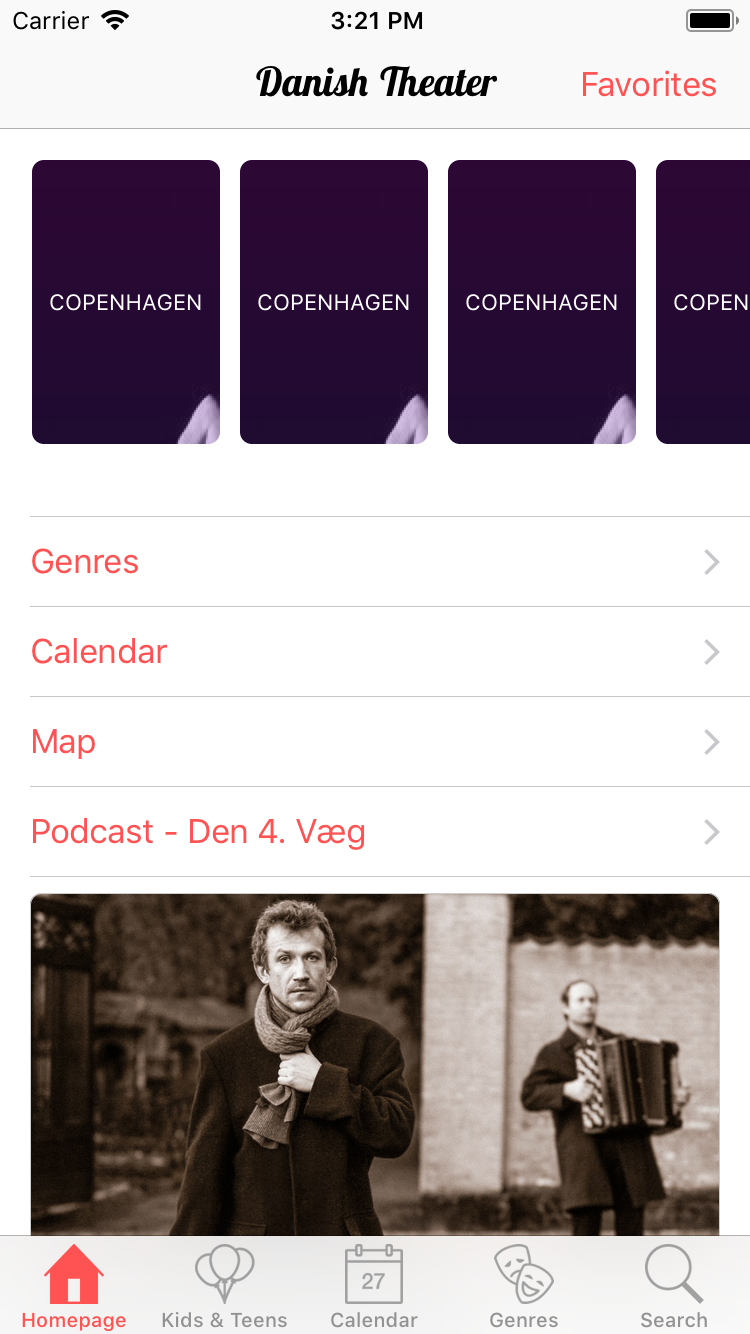 Carrier 3:21 PM
Danish Theater Favorites
COPENHAGEN COPENHAGEN COPENHAGEN COPEN
Genres
Calendar
Map
Podcast - Den 4. Væg
27
Homepage Kids & Teens Calendar Genres Search